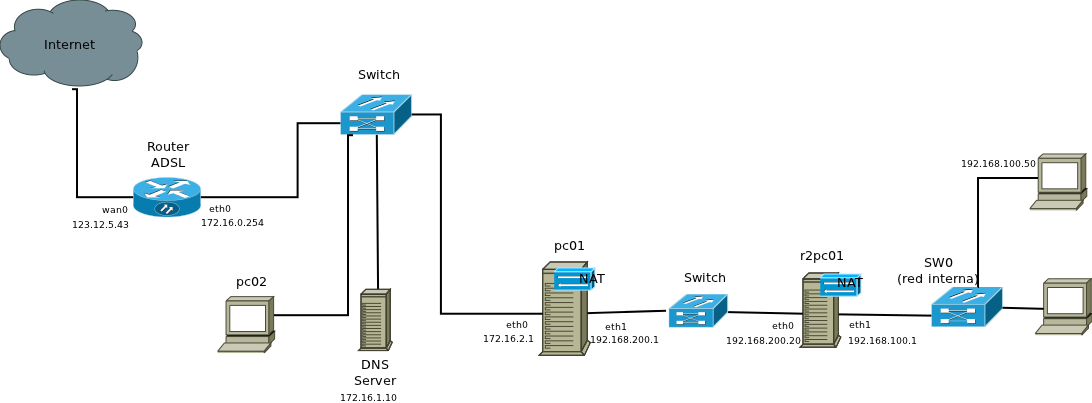 Internet
Switch
Router
ADSL
wan0
123.12.5.43
eth0
172.16.0.254
pc02
DNS
Server
172.16.1.10
pc01
NAT
eth0
172.16.2.1
eth1
192.168.200.1
Switch
r2pc01
NAT
eth0
192.168.200.20
eth1
192.168.100.1
SW0
(red interna)
192.168.100.50